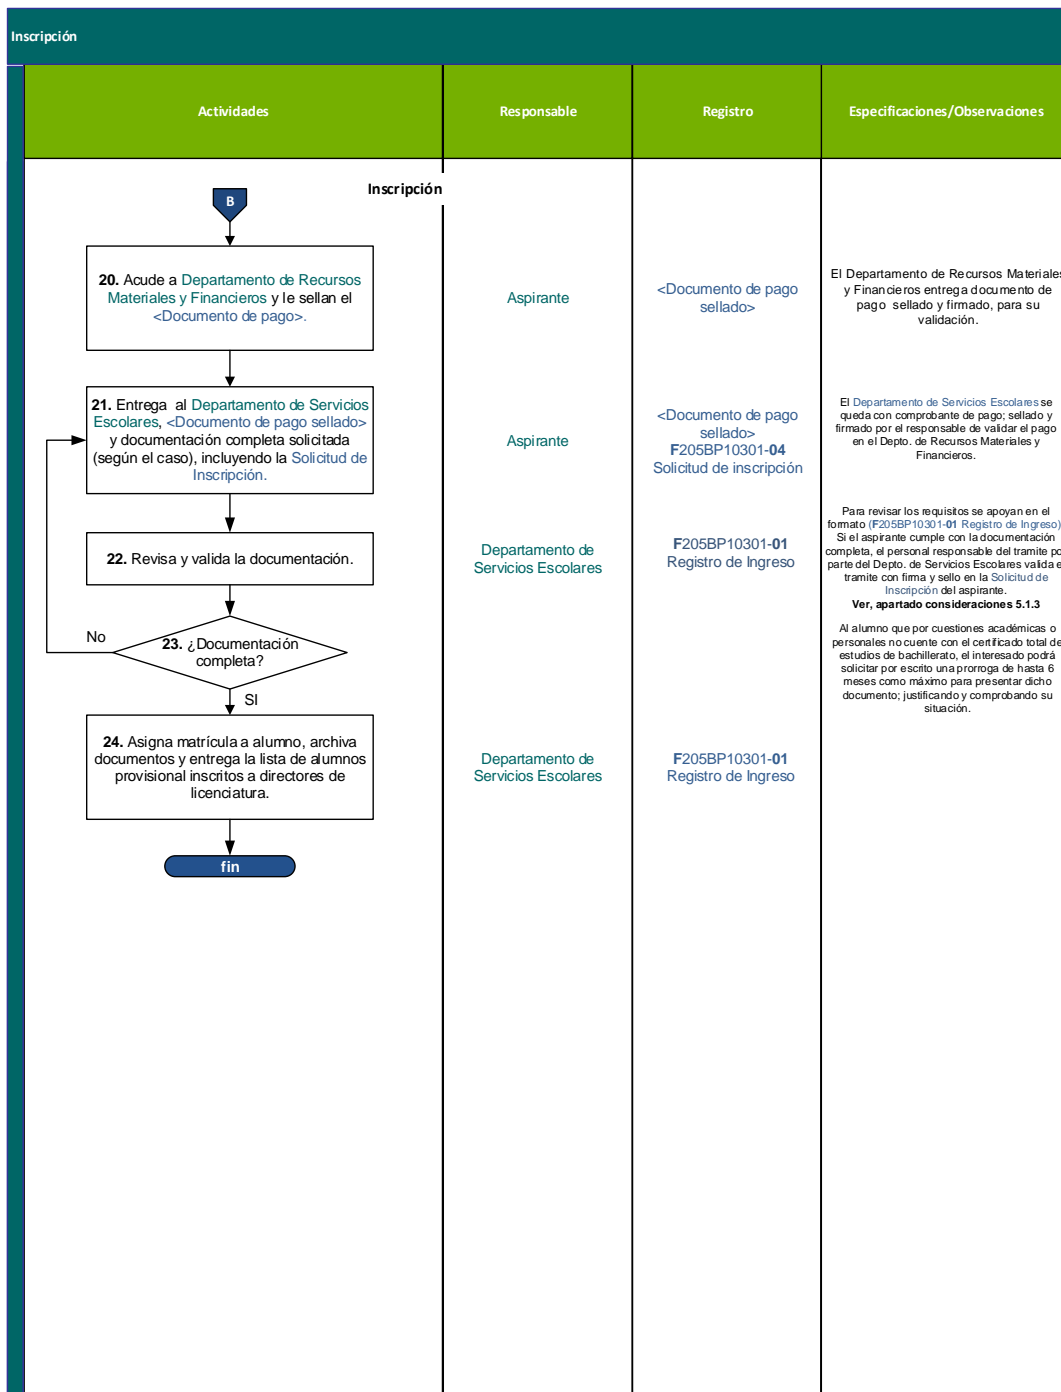 Inscripción
Actividades
Responsable
Registro
Especificaciones/Observaciones
Inscripción
B
20. Acude a Departamento de Recursos
Materiales y Financieros y le sellan el
<Documento de pago>.
Aspirante
<Documento de pago
sellado>
El Departamento de Recursos Materiales
y Financieros entrega documento de
pago sellado y firmado, para su
validación.
21. Entrega al Departamento de Servicios
Escolares, <Documento de pago sellado>
y documentación completa solicitada
(según el caso), incluyendo la Solicitud de
Inscripción.
Aspirante
<Documento de pago
sellado>
F205BP10301-04
Solicitud de inscripción
El Departamento de Servicios Escolares se
queda con comprobante de pago; sellado y
firmado por el responsable de validar el pago
en el Depto. de Recursos Materiales y
Financieros.
22. Revisa y valida la documentación.
Departamento de
Servicios Escolares
F205BP10301-01
Registro de Ingreso
Para revisar los requisitos se apoyan en el
formato (F205BP10301-01 Registro de Ingreso)
Si el aspirante cumple con la documentación
completa, el personal responsable del tramite po
parte del Depto. de Servicios Escolares valida e
tramite con firma y sello en la Solicitud de
Inscripción del aspirante.
Ver, apartado consideraciones 5.1.3
Al alumno que por cuestiones académicas o
personales no cuente con el certificado total de
estudios de bachillerato, el interesado podrá
solicitar por escrito una prorroga de hasta 6
meses como máximo para presentar dicho
documento; justificando y comprobando su
situación.
No
23. ¿Documentación
completa?
SI
24. Asigna matrícula a alumno, archiva
documentos y entrega la lista de alumnos
provisional inscritos a directores de
licenciatura.
Departamento de
Servicios Escolares
F205BP10301-01
Registro de Ingreso
fin